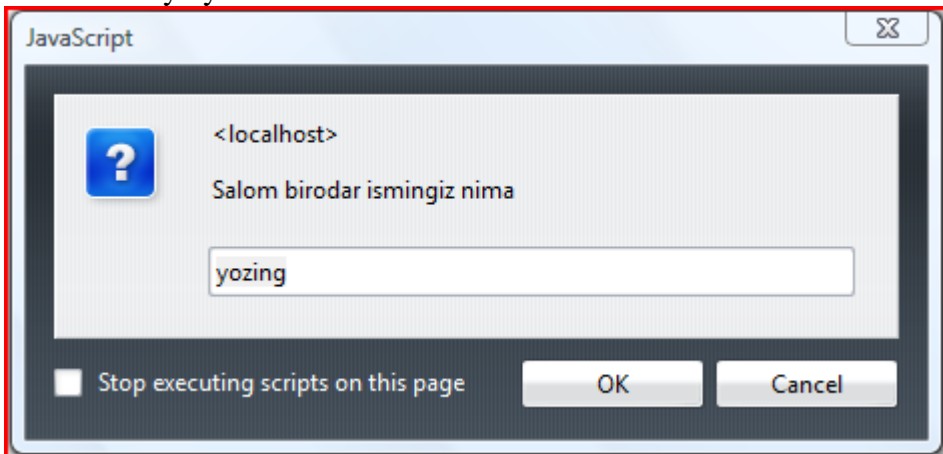 JavaScript
<localhost>
Salom birodar ismingiz nima
yozing
Stop executing scripts on this page
OK
Cancel